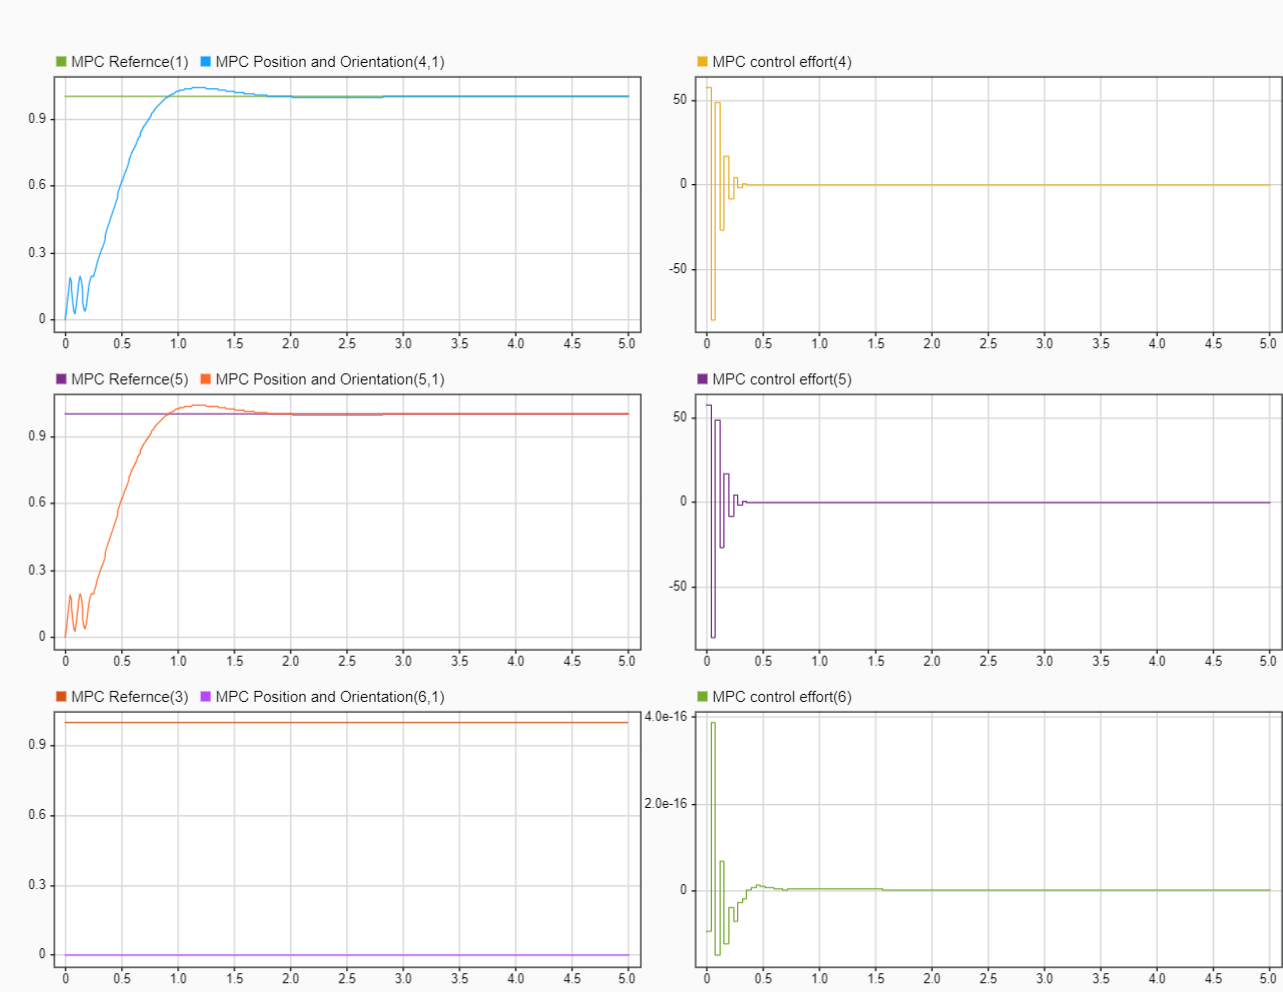 MPC Refernce(1) MPC Position and Orientation(4,1)
0.9
0.6
0.3
0
0 0.5 1.0 1.5 2.0 2.5 3.0 3.5 4.0 4.5 5.0
MPC control effort(4)
50
0
-50
0 0.5 1.0 1.5 2.0 2.5 3.0 3.5 4.0 4.5 5.0
MPC Refernce(5) MPC Position and Orientation(5,1)
0.9
0.6
0.3
0
0 0.5 1.0 1.5 2.0 2.5 3.0 3.5 4.0 4.5 5.0
MPC control effort(5)
50
0
-50
0 0.5 1.0 1.5 2.0 2.5 3.0 3.5 4.0 4.5 5.0
MPC Refernce(3) MPC Position and Orientation(6,1)
0.9
0.6
0.3
0
0 0.5 1.0 1.5 2.0 2.5 3.0 3.5 4.0 4.5 5.0
MPC control effort(6)
4.0e-16
2.0e-16
0
0 0.5 1.0 1.5 2.0 2.5 3.0 3.5 4.0 4.5 5.0